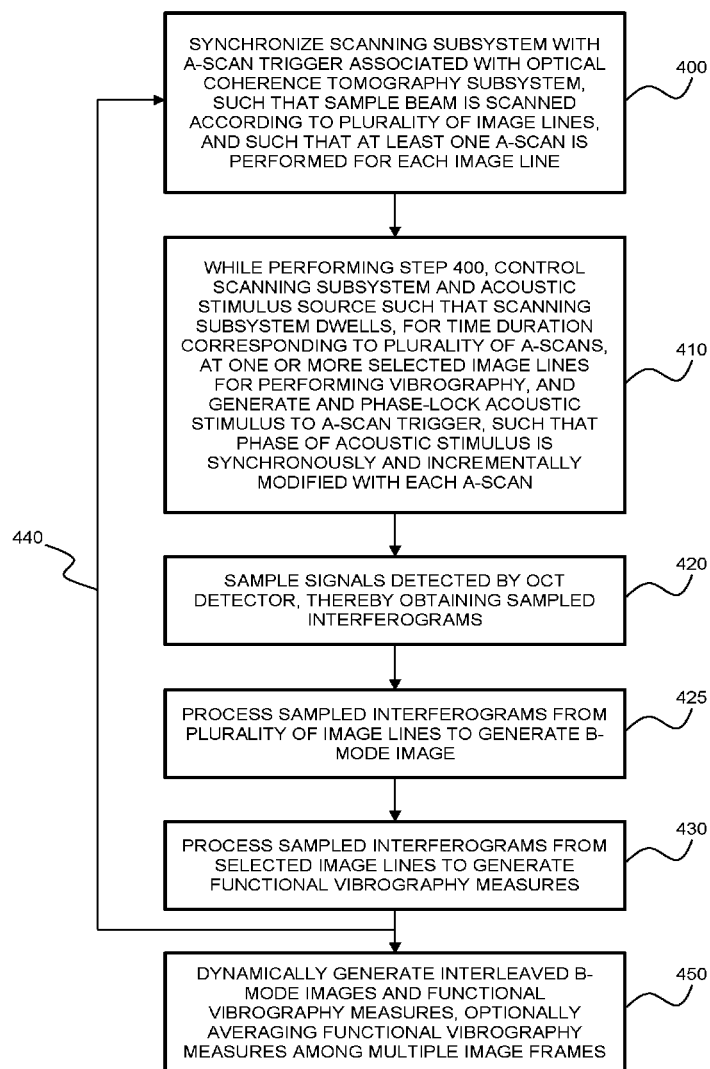 SYNCHRONIZE SCANNING SUBSYSTEM WITH
A-SCAN TRIGGER ASSOCIATED WITH OPTICAL
COHERENCE TOMOGRAPHY SUBSYSTEM,
SUCH THAT SAMPLE BEAM IS SCANNED
ACCORDING TO PLURALITY OF IMAGE LINES,
AND SUCH THAT AT LEAST ONE A-SCAN IS
PERFORMED FOR EACH IMAGE LINE
400
WHILE PERFORMING STEP 400, CONTROL
SCANNING SUBSYSTEM AND ACOUSTIC
STIMULUS SOURCE SUCH THAT SCANNING
SUBSYSTEM DWELLS, FOR TIME DURATION
CORRESPONDING TO PLURALITY OF A-SCANS,
AT ONE OR MORE SELECTED IMAGE LINES
FOR PERFORMING VIBROGRAPHY, AND
GENERATE AND PHASE-LOCK ACOUSTIC
STIMULUS TO A-SCAN TRIGGER, SUCH THAT
PHASE OF ACOUSTIC STIMULUS IS
SYNCHRONOUSLY AND INCREMENTALLY
MODIFIED WITH EACH A-SCAN
410
440
SAMPLE SIGNALS DETECTED BY OCT
DETECTOR, THEREBY OBTAINING SAMPLED
INTERFEROGRAMS
420
PROCESS SAMPLED INTERFEROGRAMS FROM
PLURALITY OF IMAGE LINES TO GENERATE B-
MODE IMAGE
425
PROCESS SAMPLED INTERFEROGRAMS FROM
SELECTED IMAGE LINES TO GENERATE
FUNCTIONAL VIBROGRAPHY MEASURES
430
DYNAMICALLY GENERATE INTERLEAVED B-
MODE IMAGES AND FUNCTIONAL
VIBROGRAPHY MEASURES, OPTIONALLY
AVERAGING FUNCTIONAL VIBROGRAPHY
MEASURES AMONG MULTIPLE IMAGE FRAMES
450